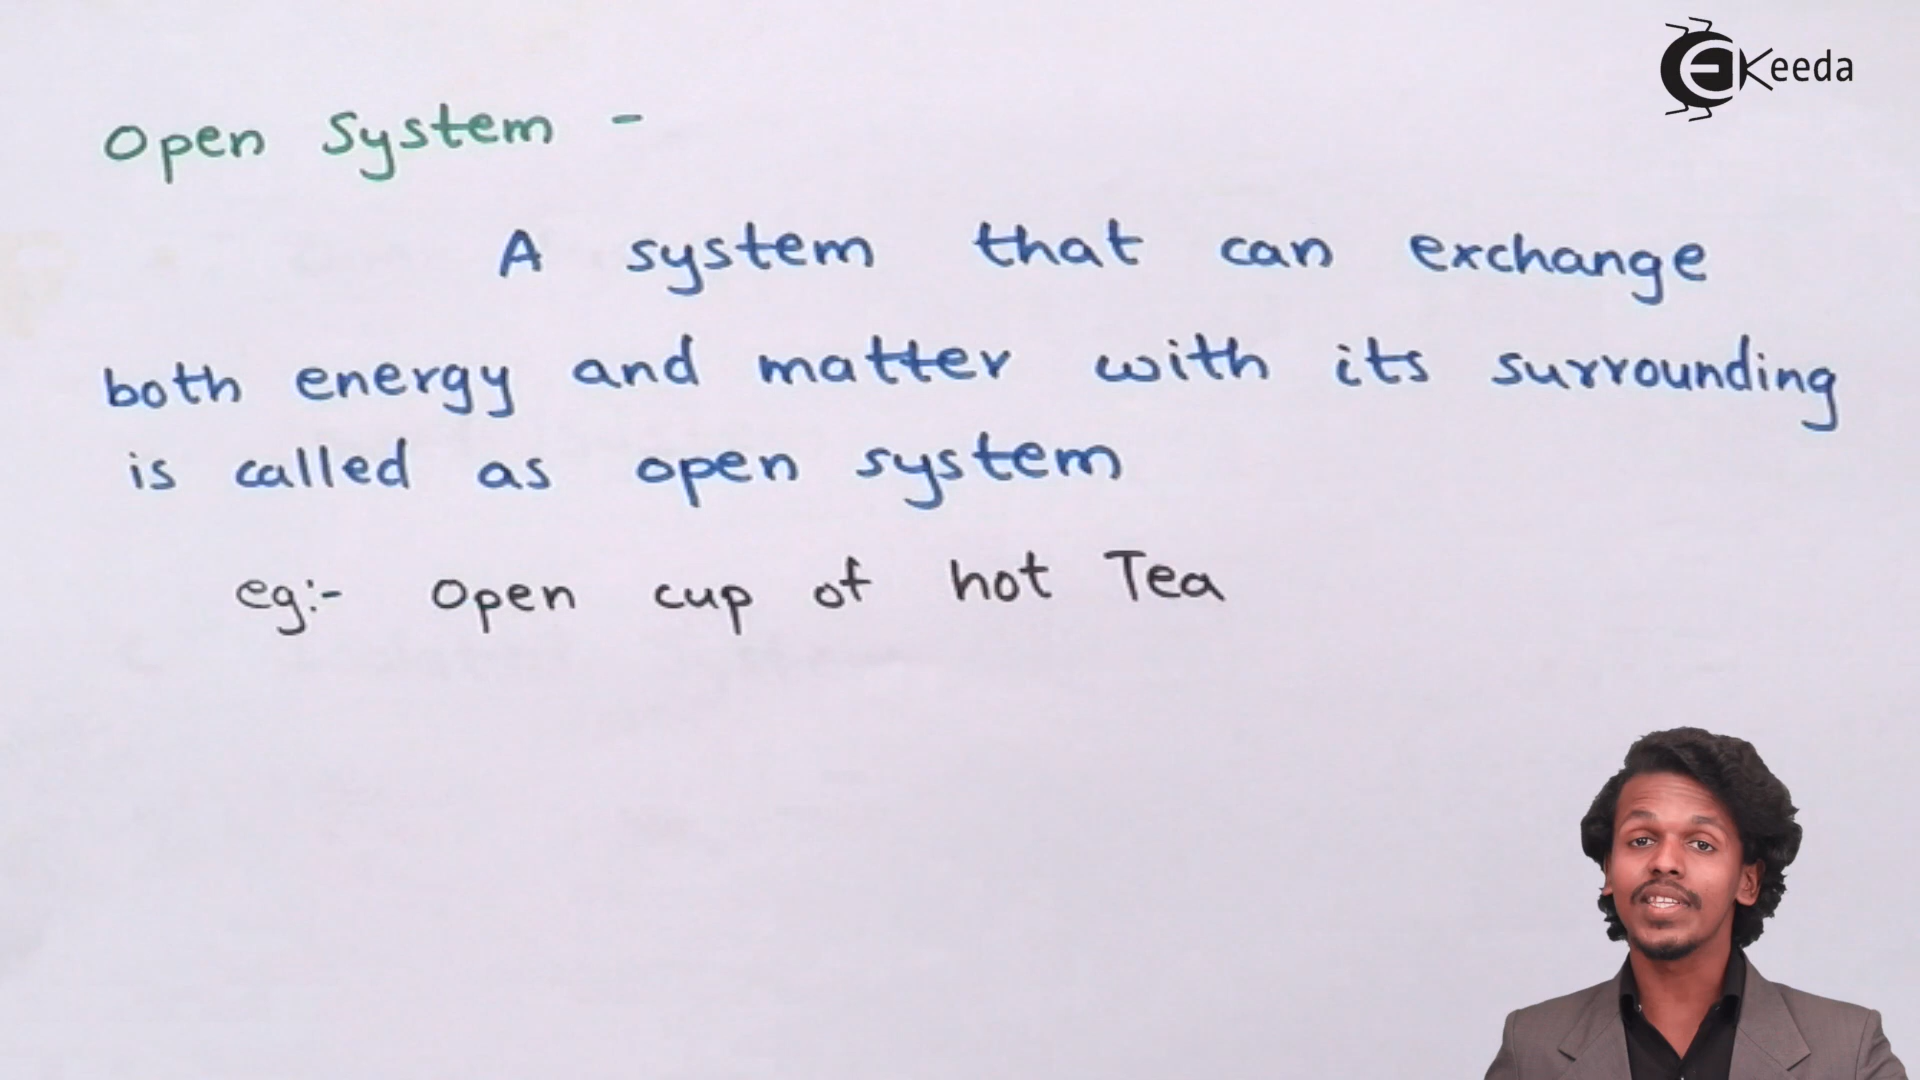 EKeeda
Open System -
A system that can exchange
both energy and matter with its surrounding
is called as open system
eg:- Open cup of hot Tea